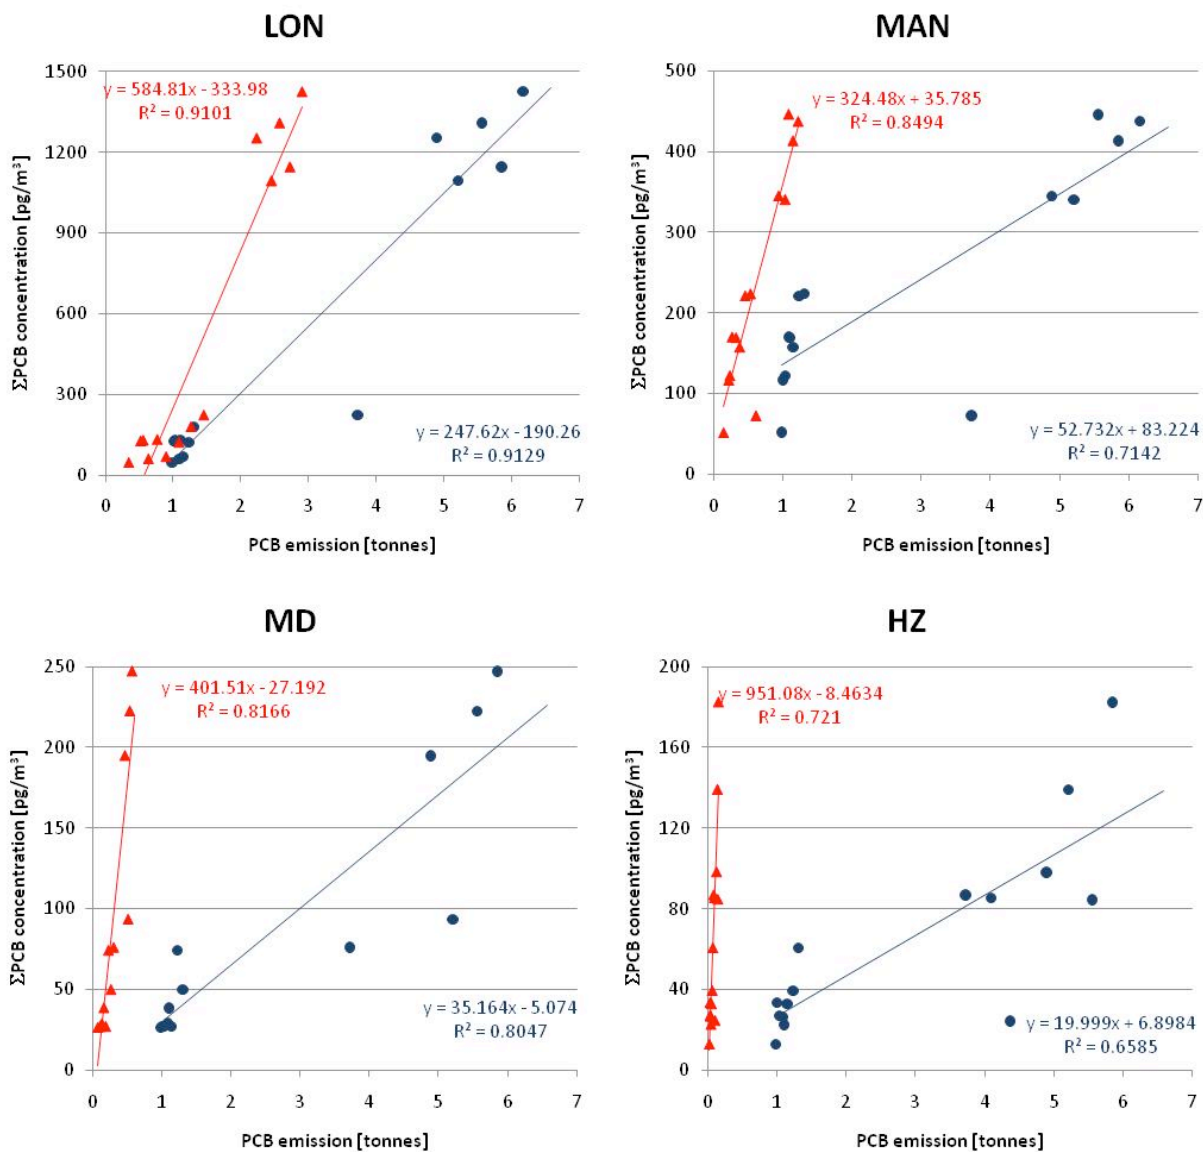 LON
1500
1200
900
600
300
0
0 1 2 3 4 5 6 7
ΣPCB concentration [pg/m³]
PCB emission [tonnes]
y = 584.81x - 333.98
R² = 0.9101
y = 247.62x - 190.26
R² = 0.9129
MAN
500
400
300
200
100
0
0 1 2 3 4 5 6 7
ΣPCB concentration [pg/m³]
PCB emission [tonnes]
y = 324.48x + 35.785
R² = 0.8494
y = 52.732x + 83.224
R² = 0.7142
MD
250
200
150
100
50
0
0 1 2 3 4 5 6 7
ΣPCB concentration [pg/m³]
PCB emission [tonnes]
y = 401.51x - 27.192
R² = 0.8166
y = 35.164x - 5.074
R² = 0.8047
HZ
200
160
120
80
40
0
0 1 2 3 4 5 6 7
ΣPCB concentration [pg/m³]
PCB emission [tonnes]
y = 951.08x - 8.4634
R² = 0.721
y = 19.999x + 6.8984
R² = 0.6585